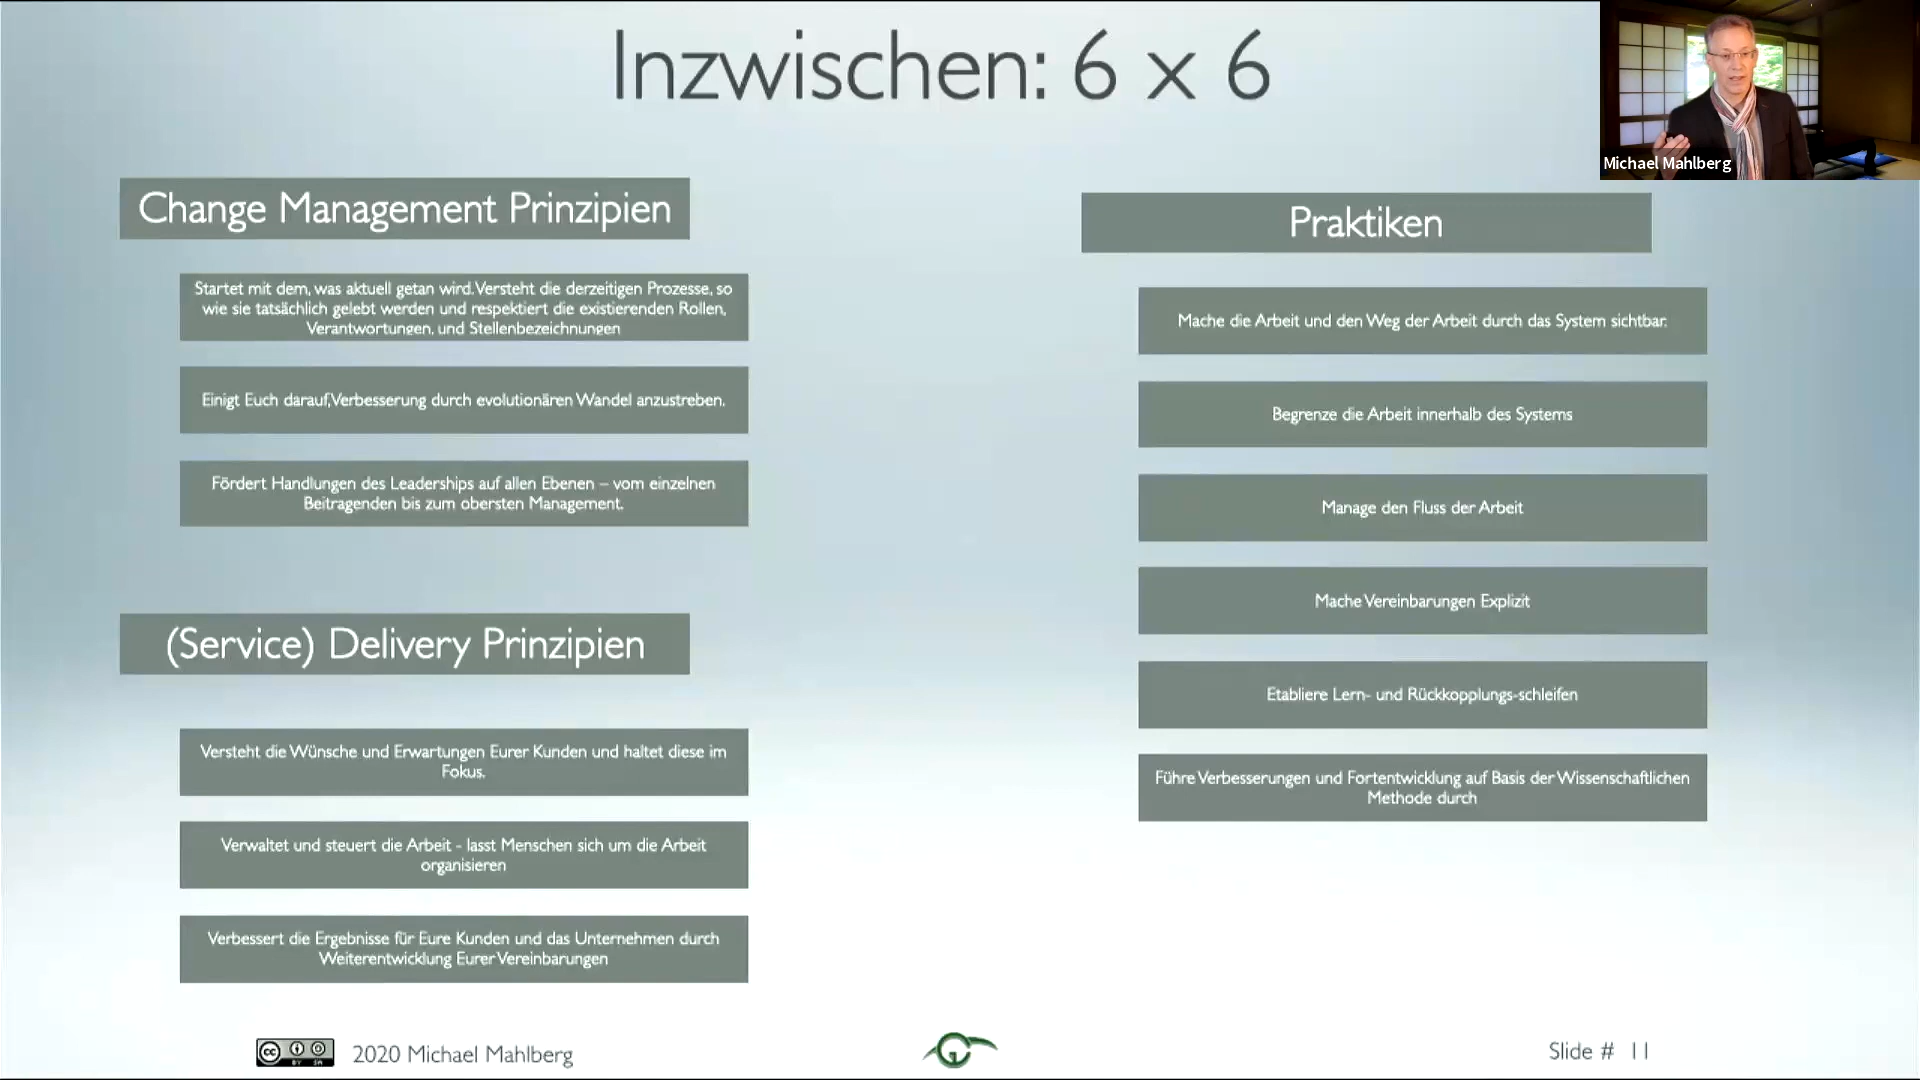 Inzwischen: 6 x 6
Michael Mahlberg
Change Management Prinzipien
Startet mit dem, was aktuell getan wird. Versteht die derzeitigen Prozesse, so
wie sie tatsächlich gelebt werden und respektiert die existierenden Rollen,
Verantwortungen, und Stellenbezeichnungen
Einigt Euch darauf, Verbesserung durch evolutionären Wandel anzustreben.
Fördert Handlungen des Leaderships auf allen Ebenen – vom einzelnen
Beitragenden bis zum obersten Management.
(Service) Delivery Prinzipien
Versteht die Wünsche und Erwartungen Eurer Kunden und haltet diese im
Fokus.
Verwaltet und steuert die Arbeit - lasst Menschen sich um die Arbeit
organisieren
Verbessert die Ergebnisse für Eure Kunden und das Unternehmen durch
Weiterentwicklung Eurer Vereinbarungen
Praktiken
Mache die Arbeit und den Weg der Arbeit durch das System sichtbar.
Begrenze die Arbeit innerhalb des Systems
Manage den Fluss der Arbeit
Mache Vereinbarungen Explizit
Etabliere Lern- und Rückkopplungs-schleifen
Führe Verbesserungen und Fortentwicklung auf Basis der Wissenschaftlichen
Methode durch
cc BY SA
2020 Michael Mahlberg
Slide # 11